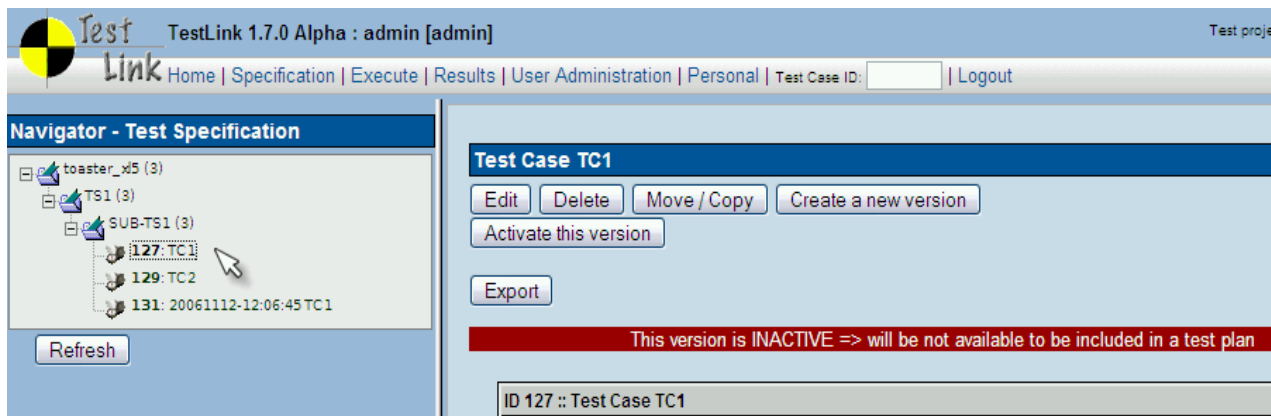 Test Link
TestLink 1.7.0 Alpha : admin [admin]
Test proje
Home | Specification | Execute | Results | User Administration | Personal | Test Case ID: | Logout
Navigator - Test Specification
toaster_xl5 (3)
TS1 (3)
SUB-TS1 (3)
127: TC1
129: TC2
131: 20061112-12:06:45 TC1
Refresh
Test Case TC1
Edit Delete Move / Copy Create a new version
Activate this version
Export
This version is INACTIVE => will be not available to be included in a test plan
ID 127 :: Test Case TC1